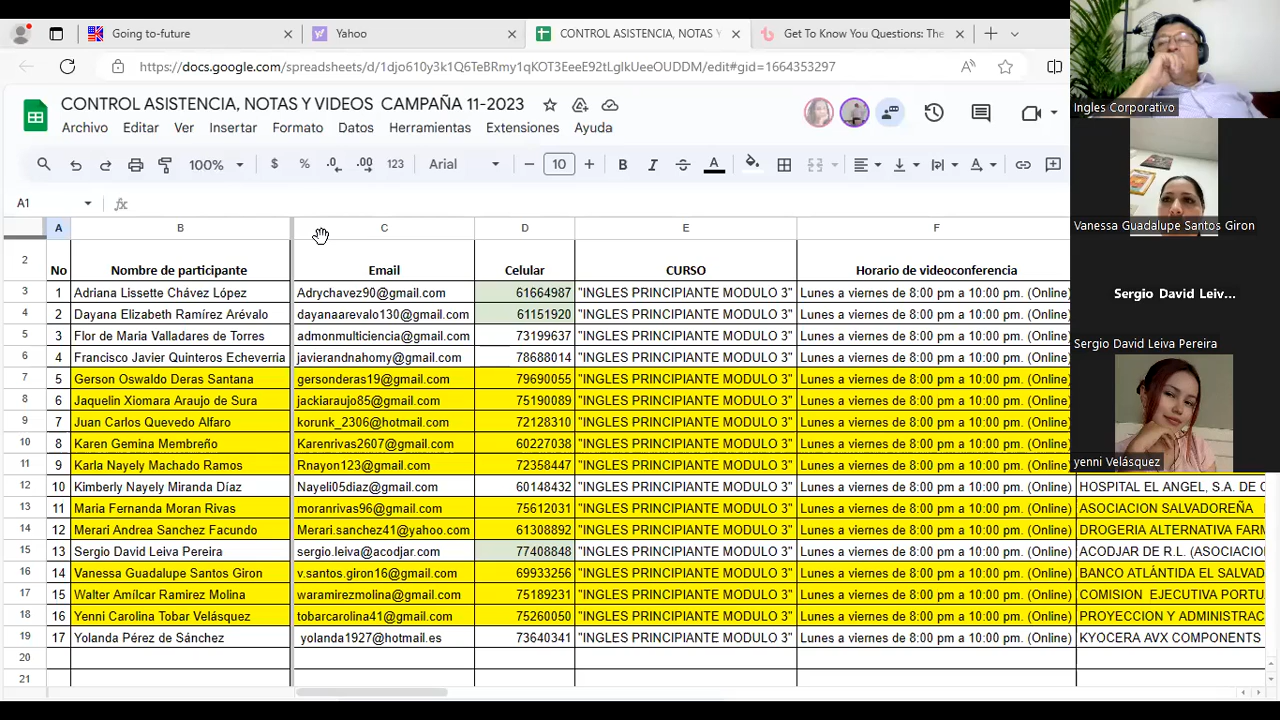 Going to-future
Yahoo
CONTROL ASISTENCIA, NOTAS Y
Get To Know You Questions: The
https://docs.google.com/spreadsheets/d/1djo610y3k1Q6TeBRmy1qKOT3EeeE92tLgIkUeeOUDDM/edit#gid=1664353297
CONTROL ASISTENCIA, NOTAS Y VIDEOS CAMPAÑA 11-2023
Archivo Editar Ver Insertar Formato Datos Herramientas Extensiones Ayuda
100% $ % .0 .00 123 Arial 10 B I A
A1 fx
A B C D E F
2 No Nombre de participante Email Celular CURSO Horario de videoconferencia
3 1 Adriana Lissette Chávez López Adrychavez90@gmail.com 61664987 "INGLES PRINCIPIANTE MODULO 3" Lunes a viernes de 8:00 pm a 10:00 pm. (Online)
4 2 Dayana Elizabeth Ramírez Arévalo dayanaarevalo130@gmail.com 61151920 "INGLES PRINCIPIANTE MODULO 3" Lunes a viernes de 8:00 pm a 10:00 pm. (Online)
5 3 Flor de Maria Valladares de Torres admonmulticiencia@gmail.com 73199637 "INGLES PRINCIPIANTE MODULO 3" Lunes a viernes de 8:00 pm a 10:00 pm. (Online)
6 4 Francisco Javier Quinteros Echeverria javierandnahomy@gmail.com 78688014 "INGLES PRINCIPIANTE MODULO 3" Lunes a viernes de 8:00 pm a 10:00 pm. (Online)
7 5 Gerson Oswaldo Deras Santana gersonderas19@gmail.com 79690055 "INGLES PRINCIPIANTE MODULO 3" Lunes a viernes de 8:00 pm a 10:00 pm. (Online)
8 6 Jaquelin Xiomara Araujo de Sura jackiaraujo85@gmail.com 75190089 "INGLES PRINCIPIANTE MODULO 3" Lunes a viernes de 8:00 pm a 10:00 pm. (Online)
9 7 Juan Carlos Quevedo Alfaro korunk_2306@hotmail.com 72128310 "INGLES PRINCIPIANTE MODULO 3" Lunes a viernes de 8:00 pm a 10:00 pm. (Online)
10 8 Karen Gemina Membreño Karenrivas2607@gmail.com 60227038 "INGLES PRINCIPIANTE MODULO 3" Lunes a viernes de 8:00 pm a 10:00 pm. (Online)
11 9 Karla Nayely Machado Ramos Rnayon123@gmail.com 72358447 "INGLES PRINCIPIANTE MODULO 3" Lunes a viernes de 8:00 pm a 10:00 pm. (Online)
12 10 Kimberly Nayely Miranda Díaz Nayeli05diaz@gmail.com 60148432 "INGLES PRINCIPIANTE MODULO 3" Lunes a viernes de 8:00 pm a 10:00 pm. (Online) HOSPITAL EL ANGEL, S.A. DE C
13 11 Maria Fernanda Moran Rivas moranrivas96@gmail.com 75612031 "INGLES PRINCIPIANTE MODULO 3" Lunes a viernes de 8:00 pm a 10:00 pm. (Online) ASOCIACION SALVADOREÑA
14 12 Merari Andrea Sanchez Facundo Merari.sanchez41@yahoo.com 61308892 "INGLES PRINCIPIANTE MODULO 3" Lunes a viernes de 8:00 pm a 10:00 pm. (Online) DROGERIA ALTERNATIVA FAR
15 13 Sergio David Leiva Pereira sergio.leiva@acodjar.com 77408848 "INGLES PRINCIPIANTE MODULO 3" Lunes a viernes de 8:00 pm a 10:00 pm. (Online) ACODJAR DE R.L. (ASOCIACIO
16 14 Vanessa Guadalupe Santos Giron v.santos.giron16@gmail.com 69933256 "INGLES PRINCIPIANTE MODULO 3" Lunes a viernes de 8:00 pm a 10:00 pm. (Online) BANCO ATLÁNTIDA EL SALVAD
17 15 Walter Amílcar Ramirez Molina waramirezmolina@gmail.com 75189231 "INGLES PRINCIPIANTE MODULO 3" Lunes a viernes de 8:00 pm a 10:00 pm. (Online) COMISION EJECUTIVA PORTU
18 16 Yenni Carolina Tobar Velásquez tobarcarolina41@gmail.com 75260050 "INGLES PRINCIPIANTE MODULO 3" Lunes a viernes de 8:00 pm a 10:00 pm. (Online) PROYECCION Y ADMINISTRAC
19 17 Yolanda Pérez de Sánchez yolanda1927@hotmail.es 73640341 "INGLES PRINCIPIANTE MODULO 3" Lunes a viernes de 8:00 pm a 10:00 pm. (Online) KYOCERA AVX COMPONENTS
20
21
Ingles Corporativo
Vanessa Guadalupe Santos Giron
Sergio David Leiv...
Sergio David Leiva Pereira
yenni Velásquez